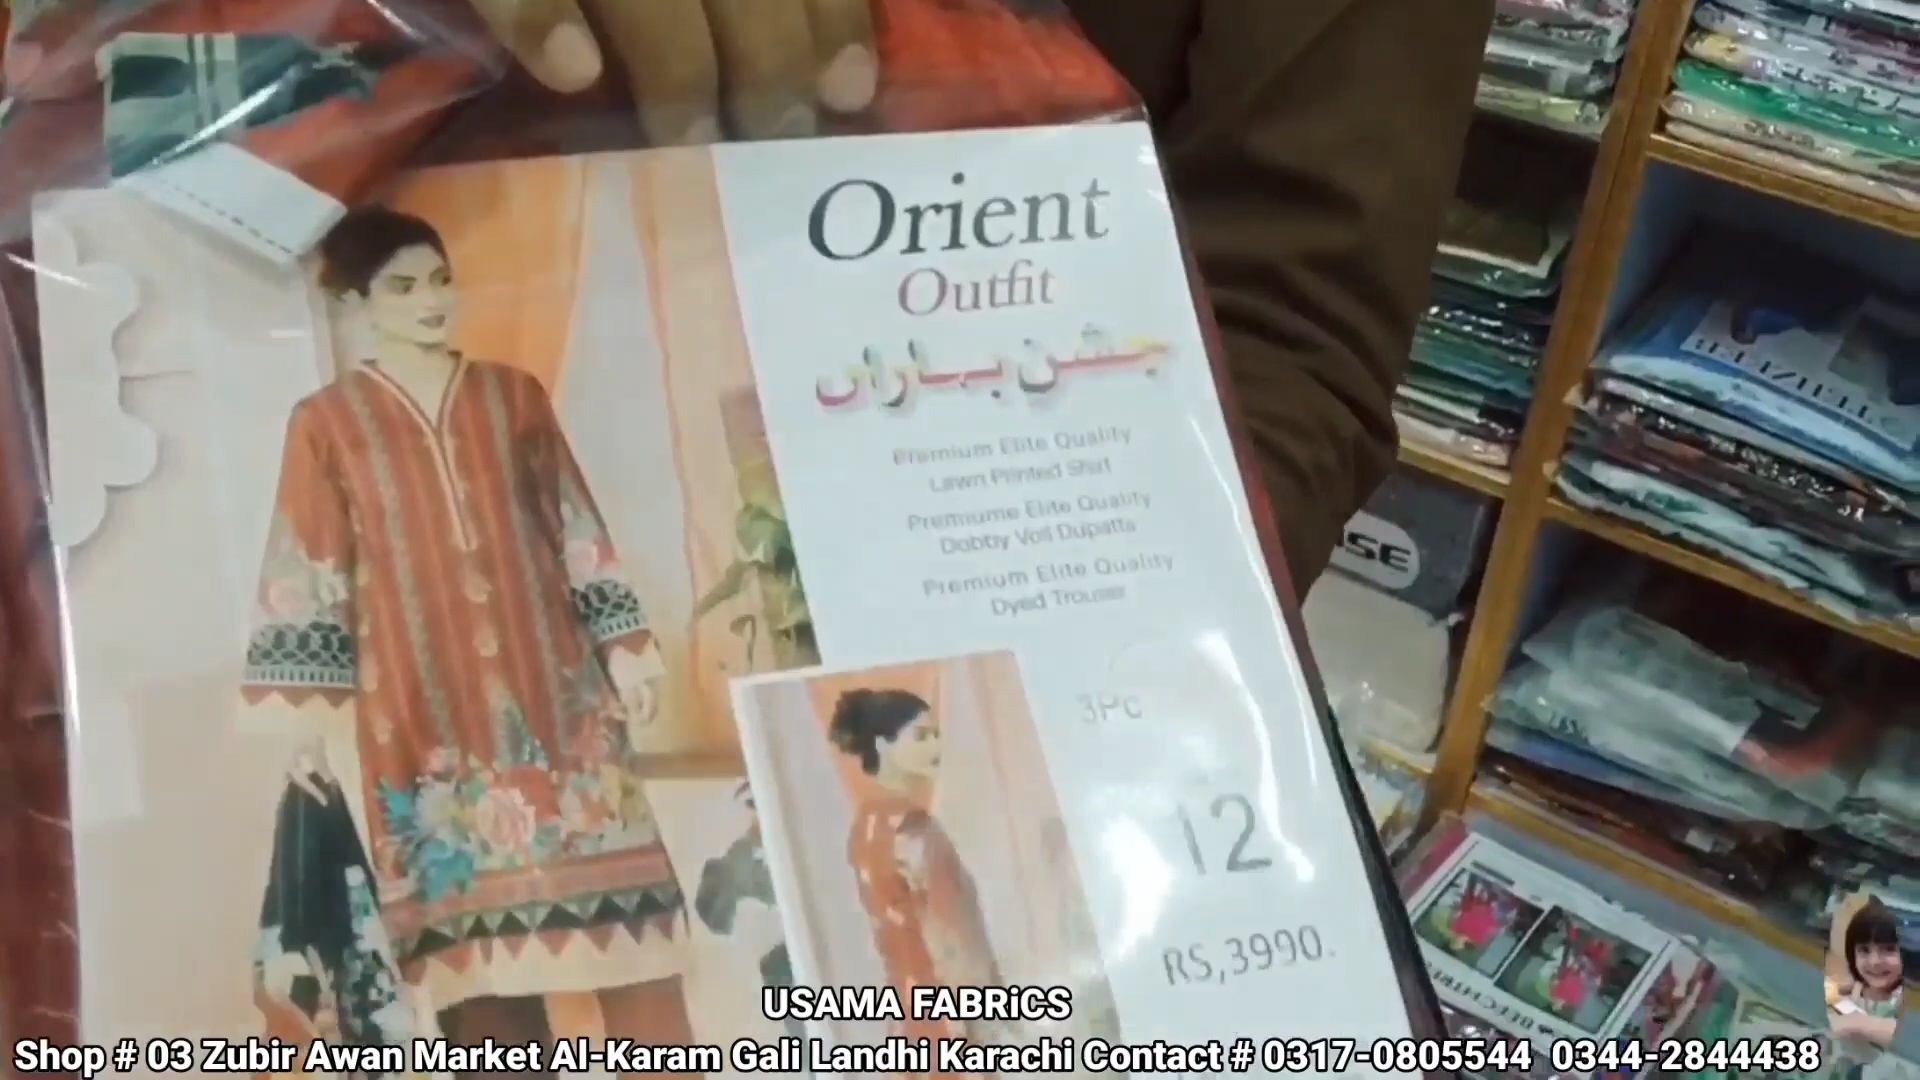 Orient
Outfit
جشن بہاراں
Premium Elite Quality
Lawn Printed Shirt
Premiume Elite Quality
Dobby Voil Dupatta
Premium Elite Quality
Dyed Trouser
3Pc
12
RS,3990.
USAMA FABRiCS
Shop # 03 Zubir Awan Market Al-Karam Gali Landhi Karachi Contact # 0317-0805544 0344-2844438